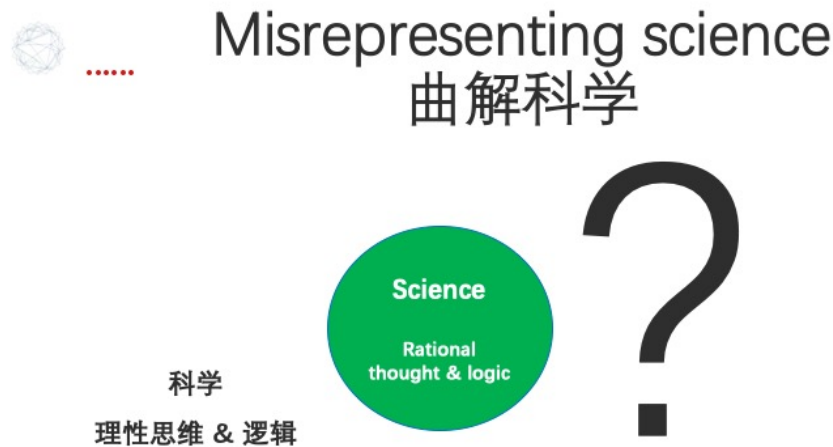 Misrepresenting science
曲解科学
?
Science
Rational
thought & logic
科学
理性思维 & 逻辑